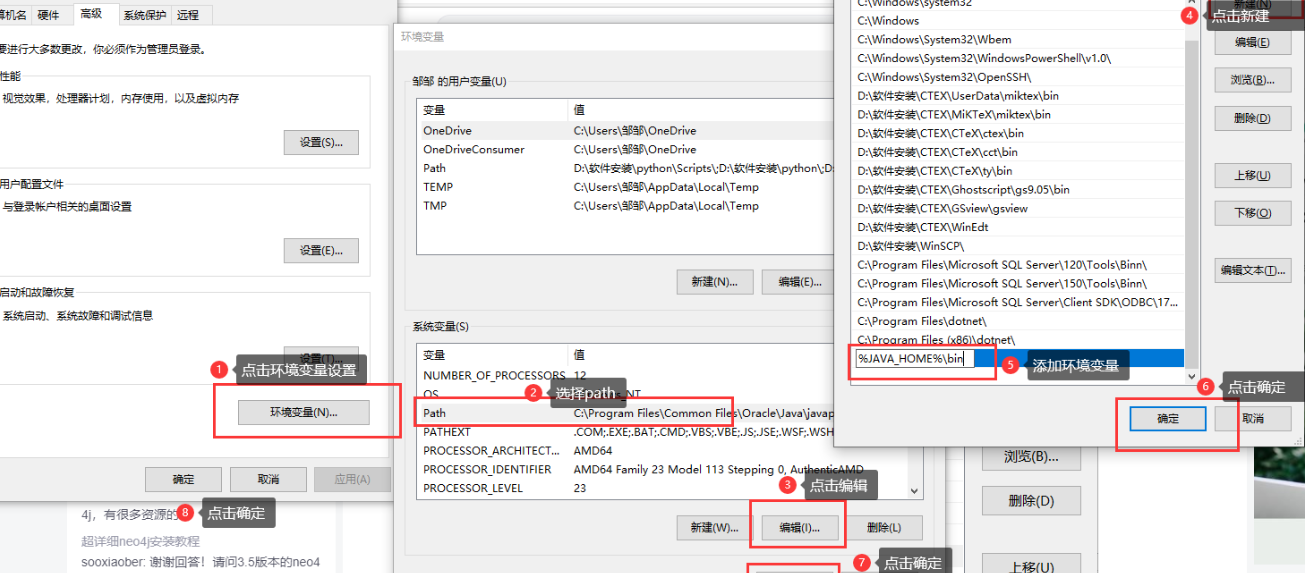 算机名 硬件 高级 系统保护 远程
要进行大多数更改，你必须作为管理员登录。
性能
视觉效果，处理器计划，内存使用，以及虚拟内存
设置(S)...
用户配置文件
与登录帐户相关的桌面设置
设置(E)...
启动和故障恢复
系统启动、系统故障和调试信息
设置(T)...
1 点击环境变量设置
环境变量(N)...
确定 取消 应用(A)
8 点击确定
4j，有很多资源的
超详细neo4j安装教程
sooxiaober: 谢谢回答！请问3.5版本的neo4
环境变量
邹邹 的用户变量(U)
变量 值
OneDrive C:\Users\邹邹\OneDrive
OneDriveConsumer C:\Users\邹邹\OneDrive
Path D:\软件安装\python\Scripts\;D:\软件安装\python\;D:
TEMP C:\Users\邹邹\AppData\Local\Temp
TMP C:\Users\邹邹\AppData\Local\Temp
新建(N)... 编辑(E)...
系统变量(S)
变量 值
NUMBER_OF_PROCESSORS 12
OS _NT
2 选择path
Path C:\Program Files\Common Files\Oracle\Java\javap
PATHEXT .COM;.EXE;.BAT;.CMD;.VBS;.VBE;.JS;.JSE;.WSF;.WSH
PROCESSOR_ARCHITECT... AMD64
PROCESSOR_IDENTIFIER AMD64 Family 23 Model 113 Stepping 0, AuthenticAMD
PROCESSOR_LEVEL 23
3 点击编辑
新建(W)... 编辑(I)... 删除(L)
7 点击确定
C:\Windows\system32
C:\Windows
C:\Windows\System32\Wbem
C:\Windows\System32\WindowsPowerShell\v1.0\
C:\Windows\System32\OpenSSH\
D:\软件安装\CTEX\UserData\miktex\bin
D:\软件安装\CTEX\MiKTeX\miktex\bin
D:\软件安装\CTEX\CTeX\ctex\bin
D:\软件安装\CTEX\CTeX\cct\bin
D:\软件安装\CTEX\CTeX\ty\bin
D:\软件安装\CTEX\Ghostscript\gs9.05\bin
D:\软件安装\CTEX\GSview\gsview
D:\软件安装\CTEX\WinEdt
D:\软件安装\WinSCP\
C:\Program Files\Microsoft SQL Server\120\Tools\Binn\
C:\Program Files\Microsoft SQL Server\150\Tools\Binn\
C:\Program Files\Microsoft SQL Server\Client SDK\ODBC\17...
C:\Program Files\dotnet\
C:\Program Files (x86)\dotnet\
%JAVA_HOME%\bin
5 添加环境变量
新建(N)
4 点击新建
编辑(E)
浏览(B)...
删除(D)
上移(U)
下移(O)
编辑文本(T)...
6 点击确定
确定 取消
浏览(B)...
删除(D)
上移(U)